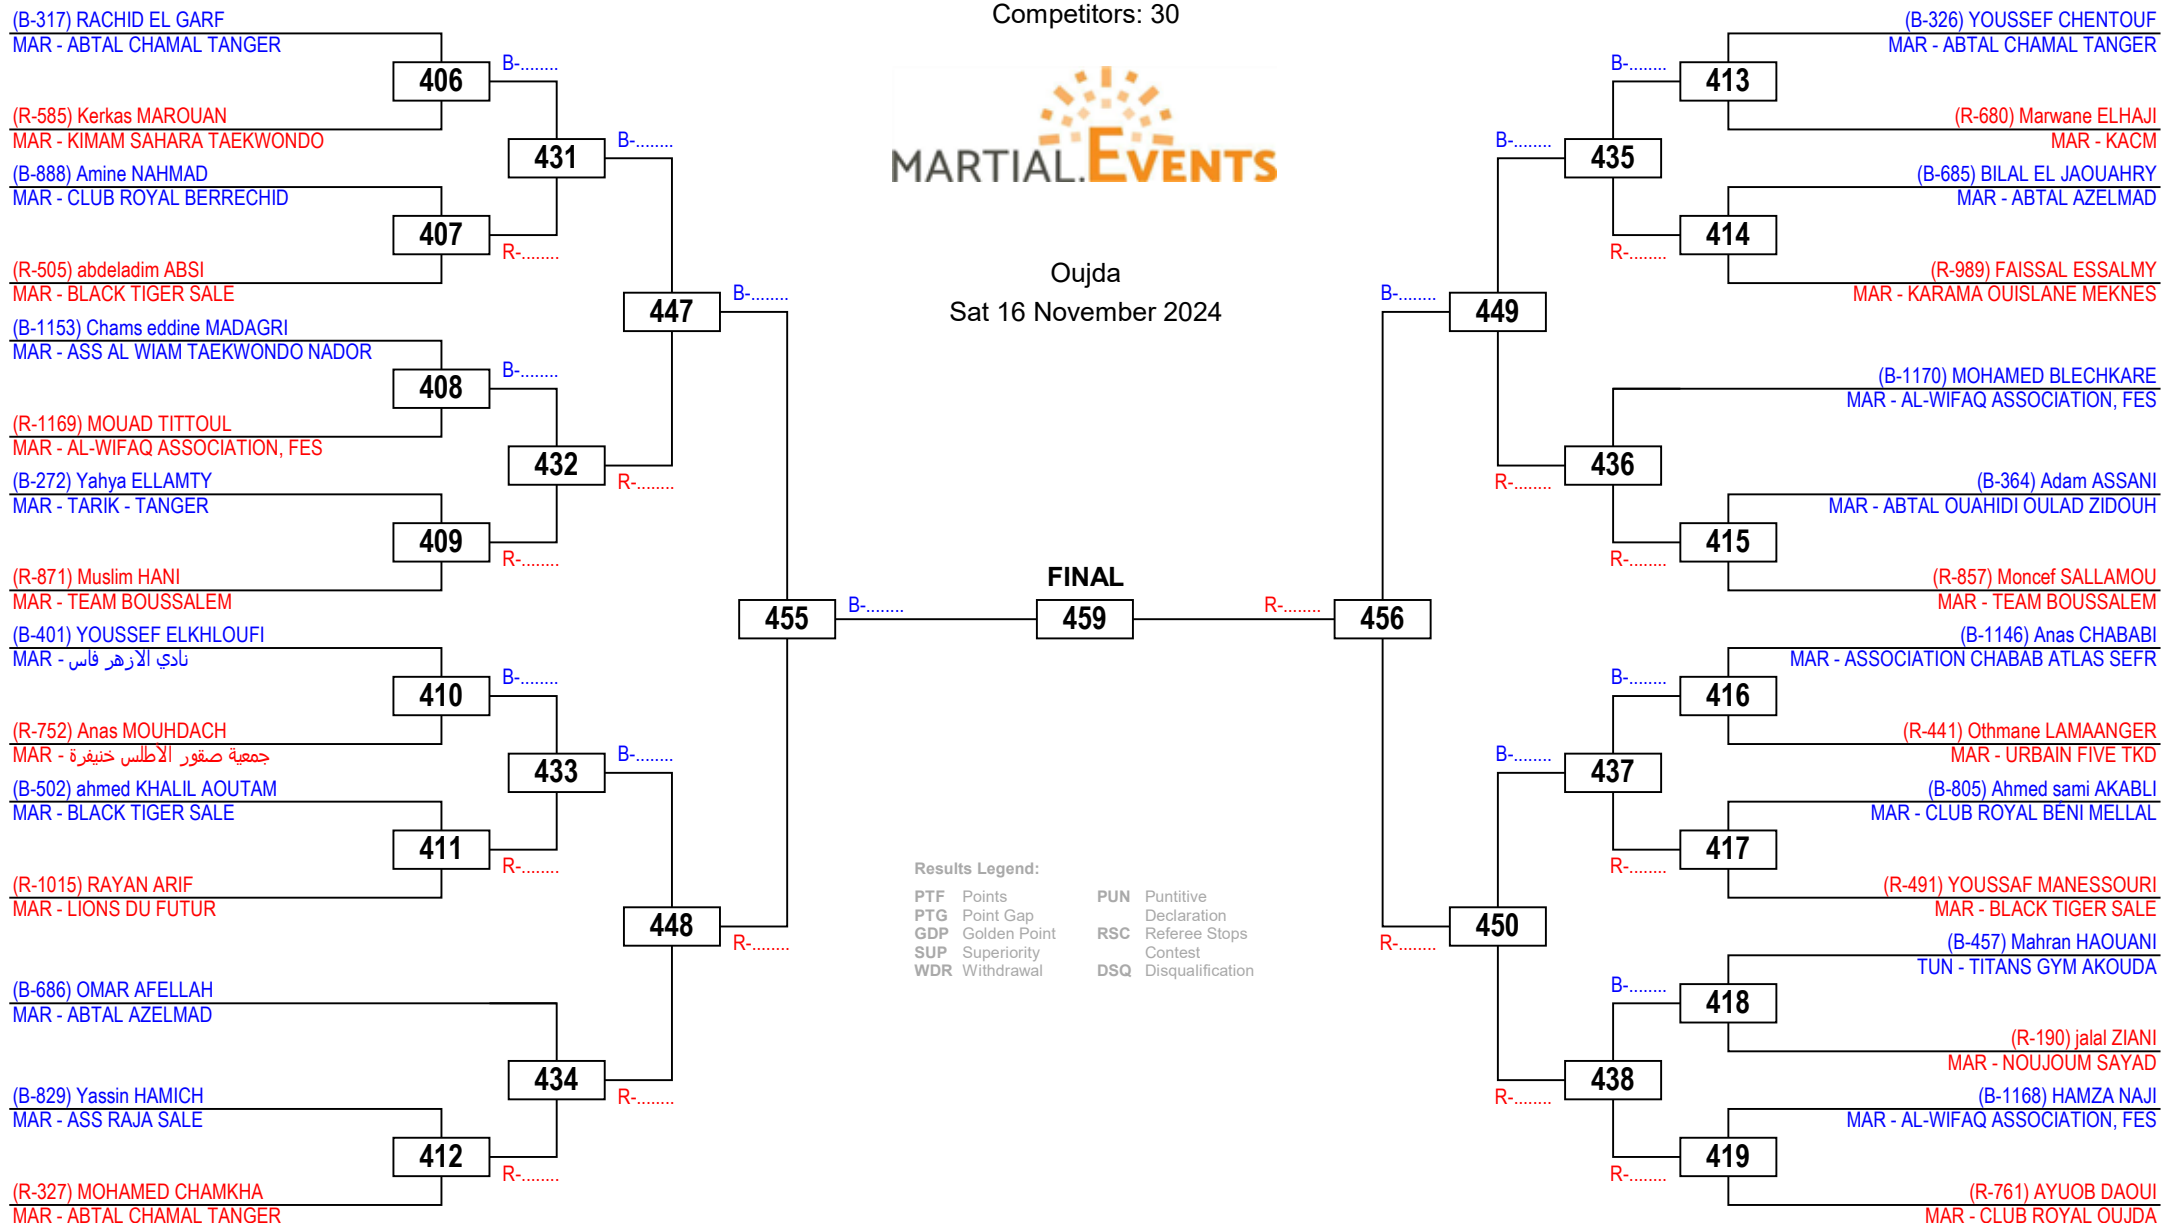 Competitors: 30
MARTIAL.EVENTS
Oujda
Sat 16 November 2024
(B-317) RACHID EL GARF
MAR - ABTAL CHAMAL TANGER
406
B-........
(R-585) Kerkas MAROUAN
MAR - KIMAM SAHARA TAEKWONDO
431
B-........
(B-888) Amine NAHMAD
MAR - CLUB ROYAL BERRECHID
407
R-........
(R-505) abdeladim ABSI
MAR - BLACK TIGER SALE
447
B-........
(B-1153) Chams eddine MADAGRI
MAR - ASS AL WIAM TAEKWONDO NADOR
408
B-........
(R-1169) MOUAD TITTOUL
MAR - AL-WIFAQ ASSOCIATION, FES
432
R-........
(B-272) Yahya ELLAMTY
MAR - TARIK - TANGER
409
R-........
(R-871) Muslim HANI
MAR - TEAM BOUSSALEM
455
B-........
(B-401) YOUSSEF ELKHLOUFI
MAR - نادي الازهر فاس
410
B-........
(R-752) Anas MOUHDACH
MAR - جمعية صقور الأطلس خنيفرة
433
B-........
(B-502) ahmed KHALIL AOUTAM
MAR - BLACK TIGER SALE
411
R-........
(R-1015) RAYAN ARIF
MAR - LIONS DU FUTUR
448
R-........
(B-686) OMAR AFELLAH
MAR - ABTAL AZELMAD
434
R-........
(B-829) Yassin HAMICH
MAR - ASS RAJA SALE
412
R-........
(R-327) MOHAMED CHAMKHA
MAR - ABTAL CHAMAL TANGER
FINAL
459
Results Legend:
PTF Points
PTG Point Gap
GDP Golden Point
SUP Superiority
WDR Withdrawal
PUN Puntitive
Declaration
RSC Referee Stops
Contest
DSQ Disqualification
(B-326) YOUSSEF CHENTOUF
MAR - ABTAL CHAMAL TANGER
B-........
413
(R-680) Marwane ELHAJI
MAR - KACM
B-........
435
(B-685) BILAL EL JAOUAHRY
MAR - ABTAL AZELMAD
R-........
414
(R-989) FAISSAL ESSALMY
MAR - KARAMA OUISLANE MEKNES
B-........
449
(B-1170) MOHAMED BLECHKARE
MAR - AL-WIFAQ ASSOCIATION, FES
R-........
436
(B-364) Adam ASSANI
MAR - ABTAL OUAHIDI OULAD ZIDOUH
R-........
415
(R-857) Moncef SALLAMOU
MAR - TEAM BOUSSALEM
R-........
456
(B-1146) Anas CHABABI
MAR - ASSOCIATION CHABAB ATLAS SEFR
B-........
416
(R-441) Othmane LAMAANGER
MAR - URBAIN FIVE TKD
B-........
437
(B-805) Ahmed sami AKABLI
MAR - CLUB ROYAL BÉNI MELLAL
R-........
417
(R-491) YOUSSAF MANESSOURI
MAR - BLACK TIGER SALE
R-........
450
(B-457) Mahran HAOUANI
TUN - TITANS GYM AKOUDA
B-........
418
(R-190) jalal ZIANI
MAR - NOUJOUM SAYAD
R-........
438
(B-1168) HAMZA NAJI
MAR - AL-WIFAQ ASSOCIATION, FES
R-........
419
(R-761) AYUOB DAOUI
MAR - CLUB ROYAL OUJDA